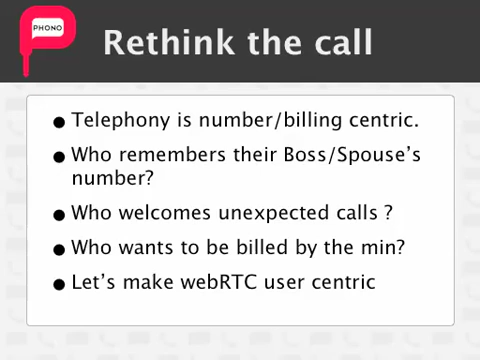 PHONO
Rethink the call
● Telephony is number/billing centric.
● Who remembers their Boss/Spouse’s
number?
● Who welcomes unexpected calls ?
● Who wants to be billed by the min?
● Let’s make webRTC user centric